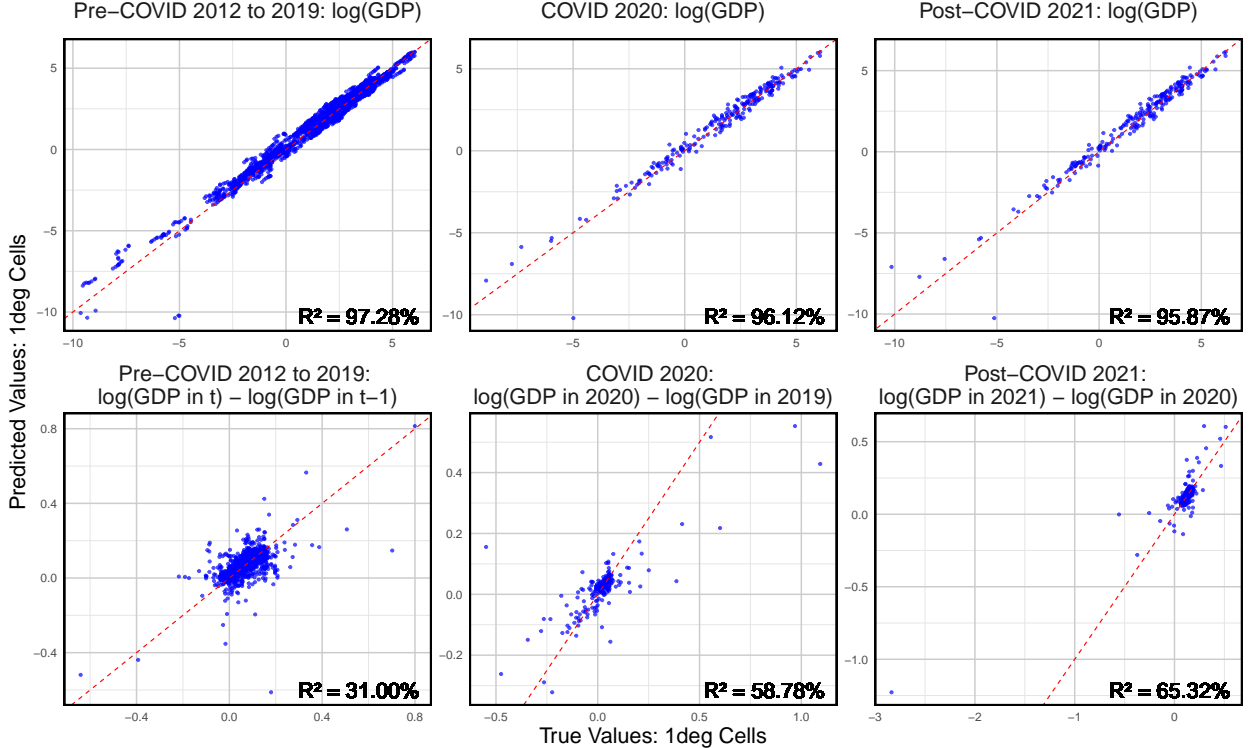 Pre−COVID 2012 to 2019: log(GDP)
COVID 2020: log(GDP)
Post−COVID 2021: log(GDP)
5
0
−5
−10
−10
−5
0
5
R² = 97.28%
5
0
−5
−10
−10
−5
0
5
R² = 96.12%
5
0
−5
−10
−10
−5
0
5
R² = 95.87%
Predicted Values: 1deg Cells
Pre−COVID 2012 to 2019:
log(GDP in t) − log(GDP in t−1)
COVID 2020:
log(GDP in 2020) − log(GDP in 2019)
Post−COVID 2021:
log(GDP in 2021) − log(GDP in 2020)
0.8
0.4
0.0
−0.4
−0.4
0.0
0.4
0.8
R² = 31.00%
0.4
0.2
0.0
−0.2
−0.5
0.0
0.5
1.0
R² = 58.78%
0.5
0.0
−0.5
−1.0
−3
−2
−1
0
R² = 65.32%
True Values: 1deg Cells